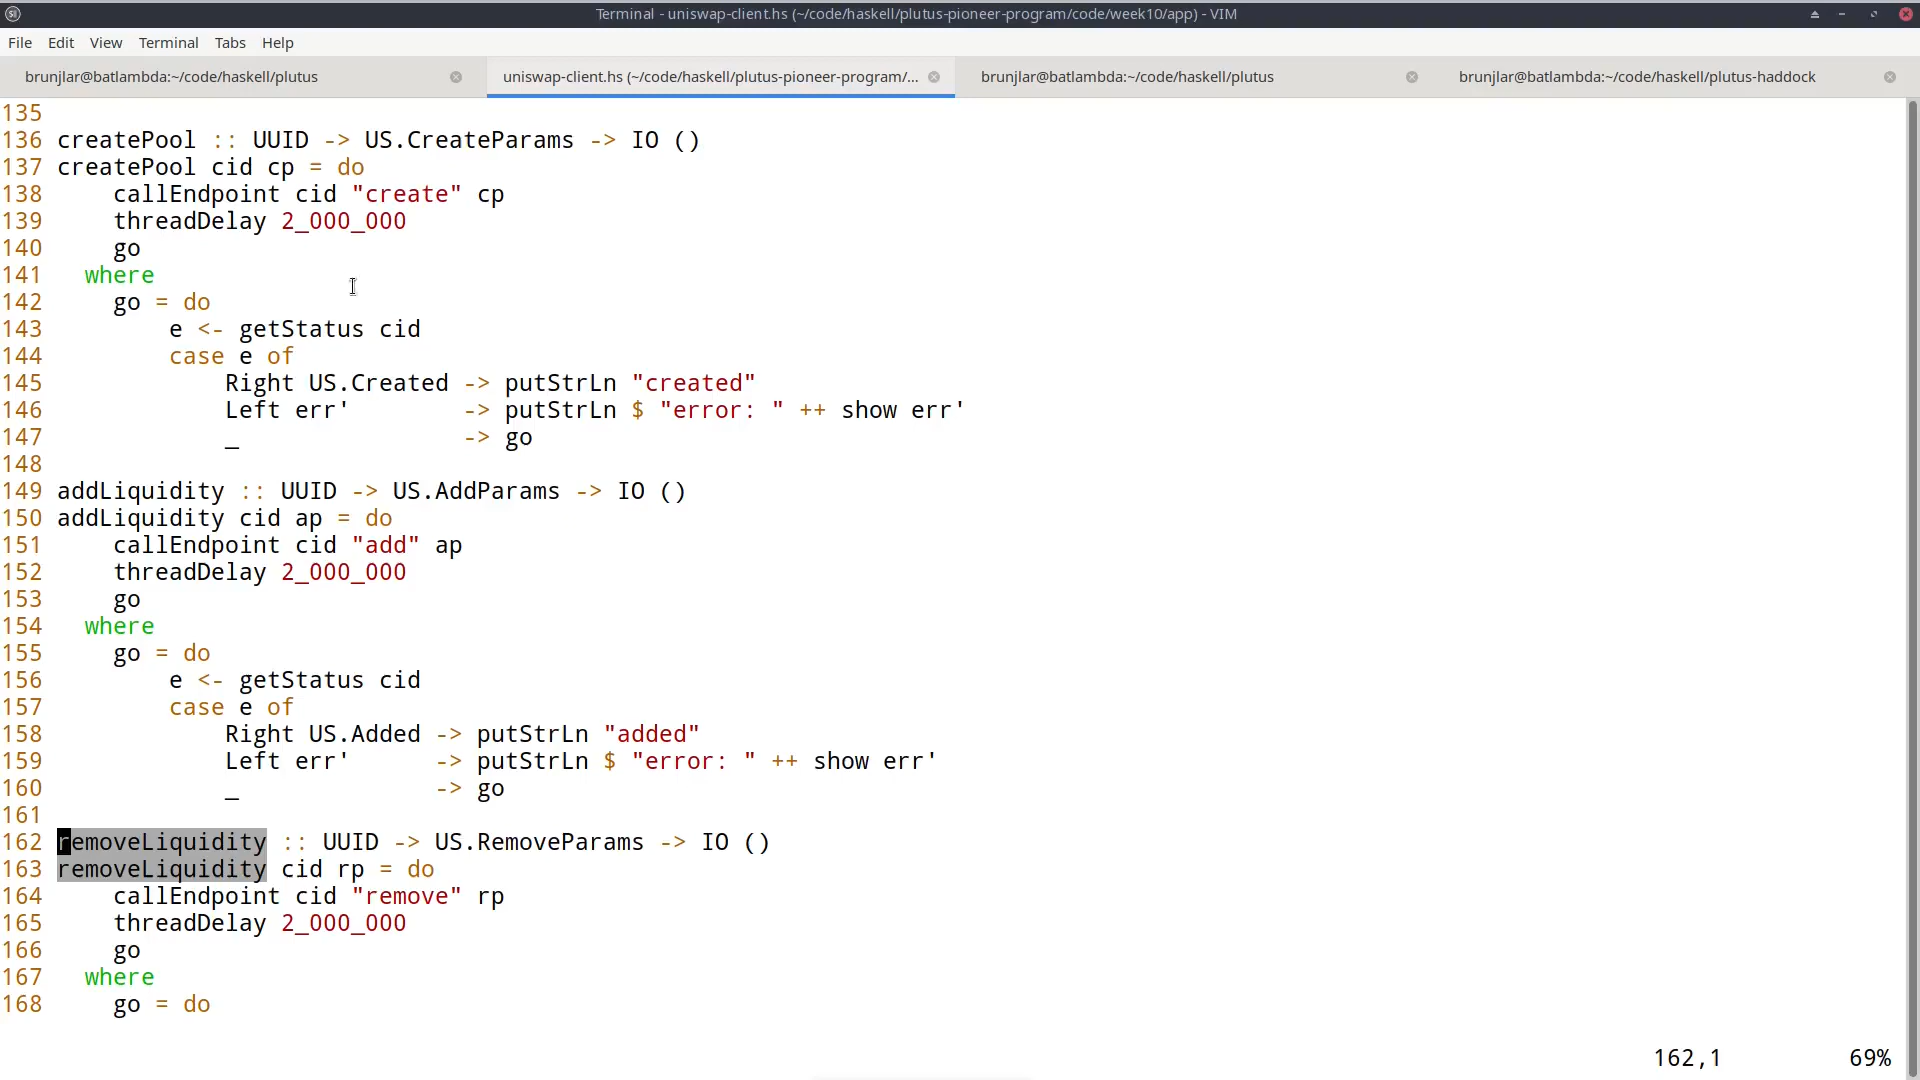 Terminal - uniswap-client.hs (~/code/haskell/plutus-pioneer-program/code/week10/app) - VIM
File Edit View Terminal Tabs Help
brunjlar@batlambda:~/code/haskell/plutus uniswap-client.hs (~/code/haskell/plutus-pioneer-program/... brunjlar@batlambda:~/code/haskell/plutus brunjlar@batlambda:~/code/haskell/plutus-haddock
135
136 createPool :: UUID -> US.CreateParams -> IO ()
137 createPool cid cp = do
138     callEndpoint cid "create" cp
139     threadDelay 2_000_000
140     go
141   where
142     go = do
143         e <- getStatus cid
144         case e of
145             Right US.Created -> putStrLn "created"
146             Left err'        -> putStrLn $ "error: " ++ show err'
147             _                -> go
148
149 addLiquidity :: UUID -> US.AddParams -> IO ()
150 addLiquidity cid ap = do
151     callEndpoint cid "add" ap
152     threadDelay 2_000_000
153     go
154   where
155     go = do
156         e <- getStatus cid
157         case e of
158             Right US.Added -> putStrLn "added"
159             Left err'      -> putStrLn $ "error: " ++ show err'
160             _              -> go
161
162 removeLiquidity :: UUID -> US.RemoveParams -> IO ()
163 removeLiquidity cid rp = do
164     callEndpoint cid "remove" rp
165     threadDelay 2_000_000
166     go
167   where
168     go = do
162,1 69%